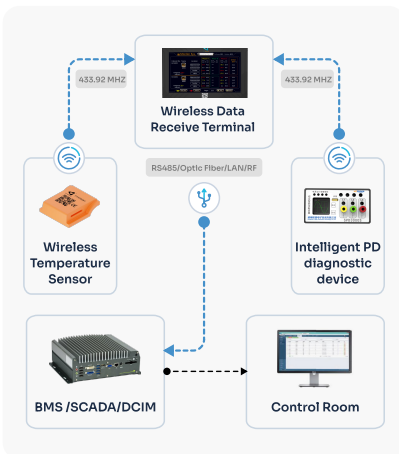 433.92 MHZ
433.92 MHZ
Wireless Data
Receive Terminal
RS485/Optic Fiber/LAN/RF
Wireless
Temperature
Sensor
Intelligent PD
diagnostic
device
BMS /SCADA/DCIM
Control Room